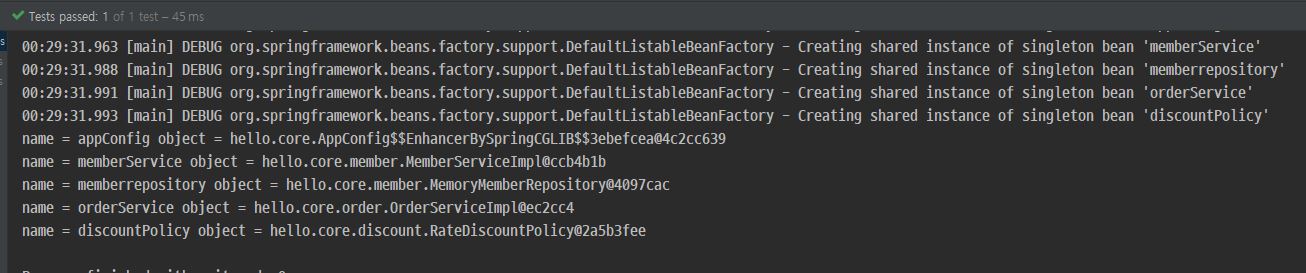 Tests passed: 1 of 1 test – 45 ms
00:29:31.963 [main] DEBUG org.springframework.beans.factory.support.DefaultListableBeanFactory - Creating shared instance of singleton bean 'memberService'
00:29:31.988 [main] DEBUG org.springframework.beans.factory.support.DefaultListableBeanFactory - Creating shared instance of singleton bean 'memberrepository'
00:29:31.991 [main] DEBUG org.springframework.beans.factory.support.DefaultListableBeanFactory - Creating shared instance of singleton bean 'orderService'
00:29:31.993 [main] DEBUG org.springframework.beans.factory.support.DefaultListableBeanFactory - Creating shared instance of singleton bean 'discountPolicy'
name = appConfig object = hello.core.AppConfig$$EnhancerBySpringCGLIB$$3ebefcea@4c2cc639
name = memberService object = hello.core.member.MemberServiceImpl@ccb4b1b
name = memberrepository object = hello.core.member.MemoryMemberRepository@4097cac
name = orderService object = hello.core.order.OrderServiceImpl@ec2cc4
name = discountPolicy object = hello.core.discount.RateDiscountPolicy@2a5b3fee